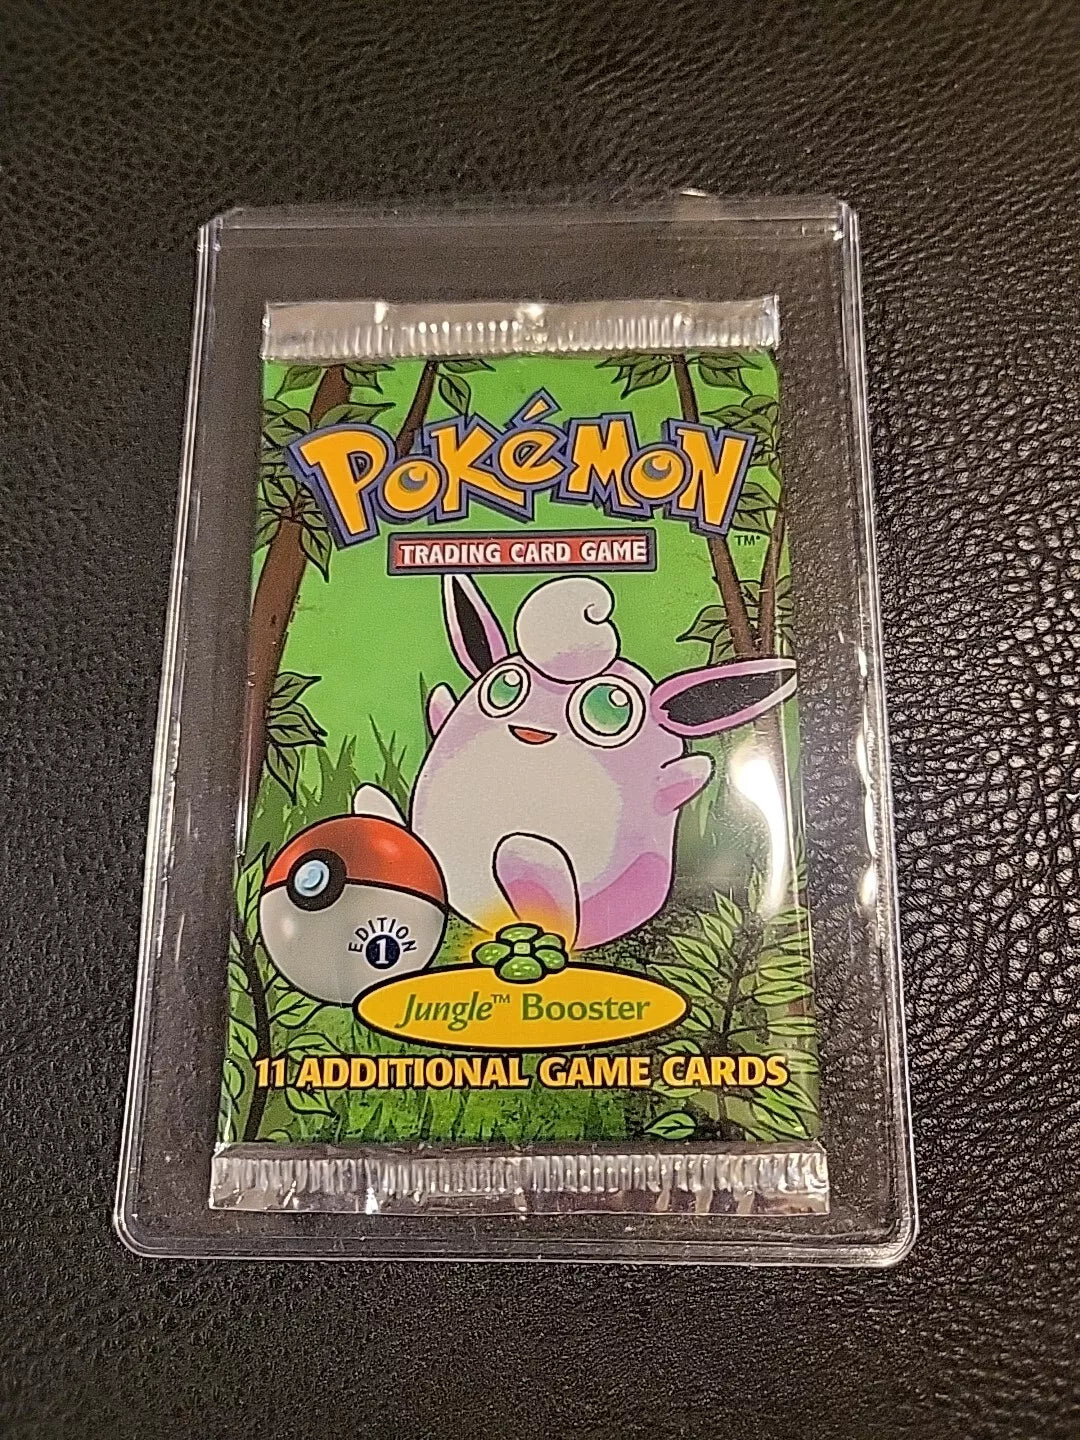 POKéMON
TM®
TRADING CARD GAME
EDITION
1
Jungle™ Booster
11 ADDITIONAL GAME CARDS